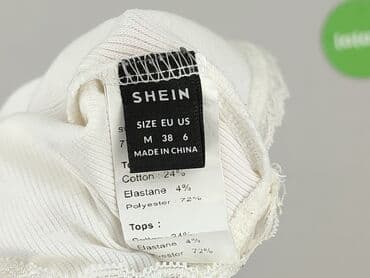 SHEIN
SIZE EU US
M 38 6
MADE IN CHINA
Cotton : 24%
Elastane 4%
Polyester : 72%
Tops :
24%
Elastane 4%
72%